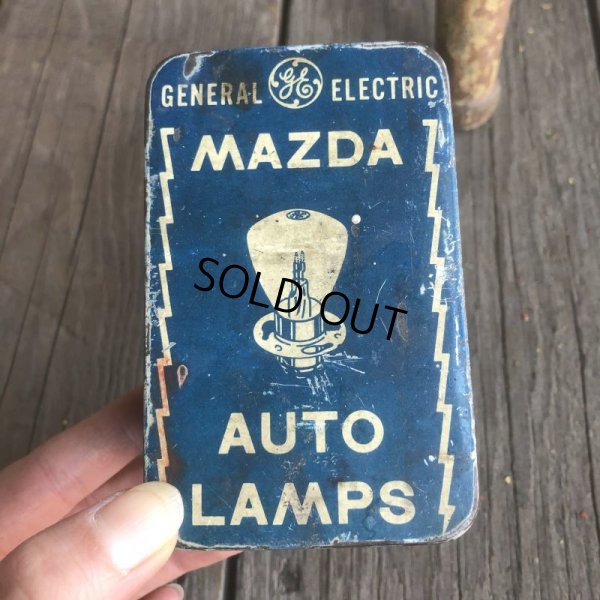 GENERAL GE ELECTRIC
MAZDA
SOLD OUT
AUTO
LAMPS